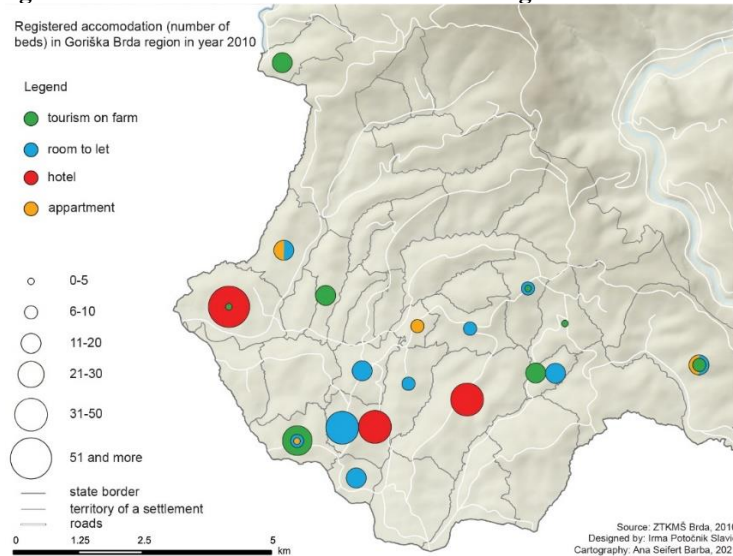 Registered accomodation (number of
beds) in Goriška Brda region in year 2010
Legend
tourism on farm
room to let
hotel
appartment
0-5
6-10
11-20
21-30
31-50
51 and more
state border
territory of a settlement
roads
0 1.25 2.5 5
km
Source: ZTKMŠ Brda, 2010
Designed by: Irma Potočnik Slavič
Cartography: Ana Seifert Barba,